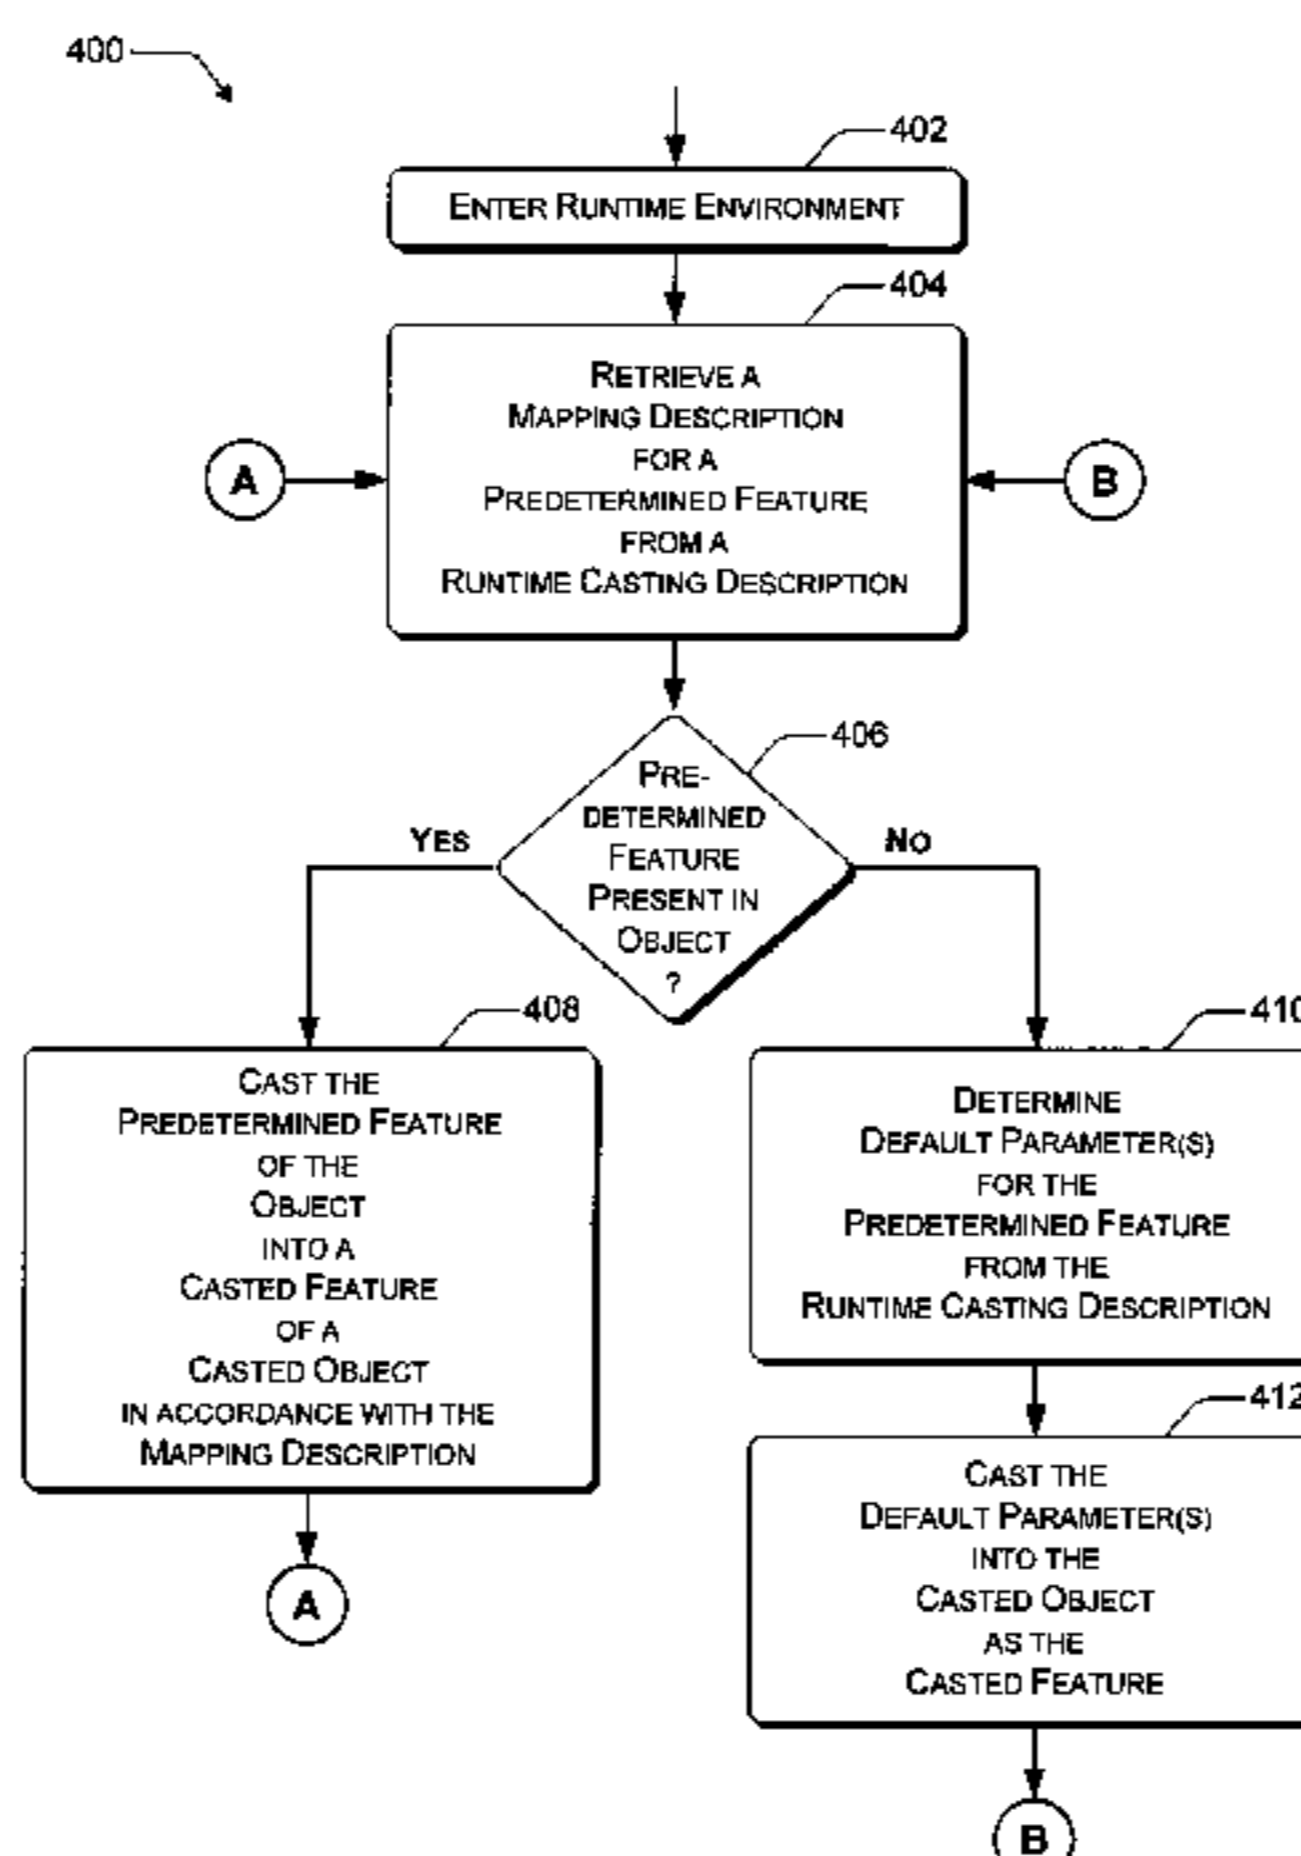 400
402
ENTER RUNTIME ENVIRONMENT
404
RETRIEVE A
MAPPING DESCRIPTION
FOR A
PREDETERMINED FEATURE
FROM A
RUNTIME CASTING DESCRIPTION
A
B
406
PRE-
DETERMINED
FEATURE
PRESENT IN
OBJECT
?
YES
NO
408
CAST THE
PREDETERMINED FEATURE
OF THE
OBJECT
INTO A
CASTED FEATURE
OF A
CASTED OBJECT
IN ACCORDANCE WITH THE
MAPPING DESCRIPTION
A
410
DETERMINE
DEFAULT PARAMETER(S)
FOR THE
PREDETERMINED FEATURE
FROM THE
RUNTIME CASTING DESCRIPTION
412
CAST THE
DEFAULT PARAMETER(S)
INTO THE
CASTED OBJECT
AS THE
CASTED FEATURE
B